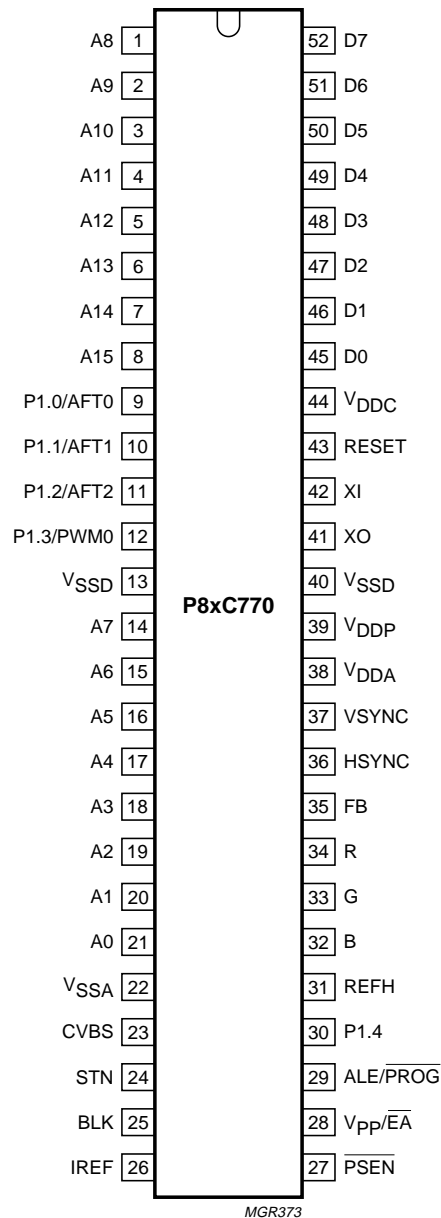 A8 1 52 D7
A9 2 51 D6
A10 3 50 D5
A11 4 49 D4
A12 5 48 D3
A13 6 47 D2
A14 7 46 D1
A15 8 45 D0
P1.0/AFT0 9 44 VDDC
P1.1/AFT1 10 43 RESET
P1.2/AFT2 11 42 XI
P1.3/PWM0 12 41 XO
VSSD 13 40 VSSD
P8xC770
A7 14 39 VDDP
A6 15 38 VDDA
A5 16 37 VSYNC
A4 17 36 HSYNC
A3 18 35 FB
A2 19 34 R
A1 20 33 G
A0 21 32 B
VSSA 22 31 REFH
CVBS 23 30 P1.4
STN 24 29 ALE/P̅R̅O̅G̅
BLK 25 28 VPP/E̅A̅
IREF 26 27 P̅S̅E̅N̅
MGR373